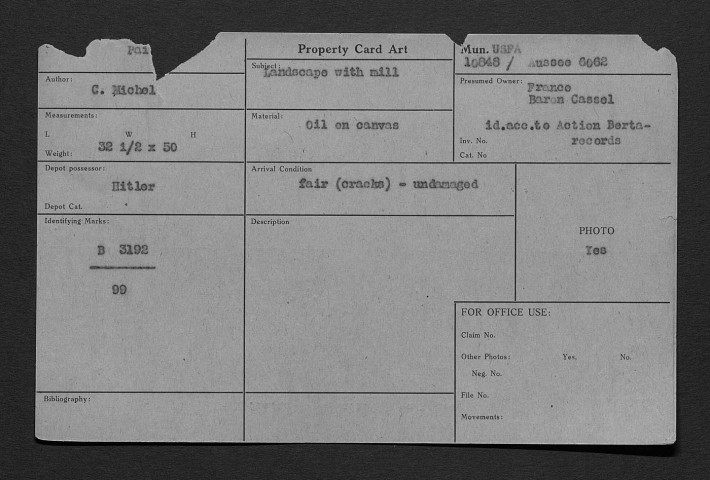 Pai
Property Card Art
Mun. USFA
10848 / Aussee 6062
Subject:
Landscape with mill
Author:
C. Michel
Presumed Owner:
France
Baron Cassel
id.acc.to Action Berta-
records
Inv. No.
Cat. No
Measurements:
L W H
Weight: 32 1/2 x 50
Material:
Oil on canvas
Depot possessor:
Hitler
Depot Cat.
Arrival Condition
fair (cracks) - undamaged
Identifying Marks:
B 3192
99
Description
PHOTO
Yes
FOR OFFICE USE:
Claim No.
Other Photos: Yes. No.
Neg. No.
File No.
Movements:
Bibliography: